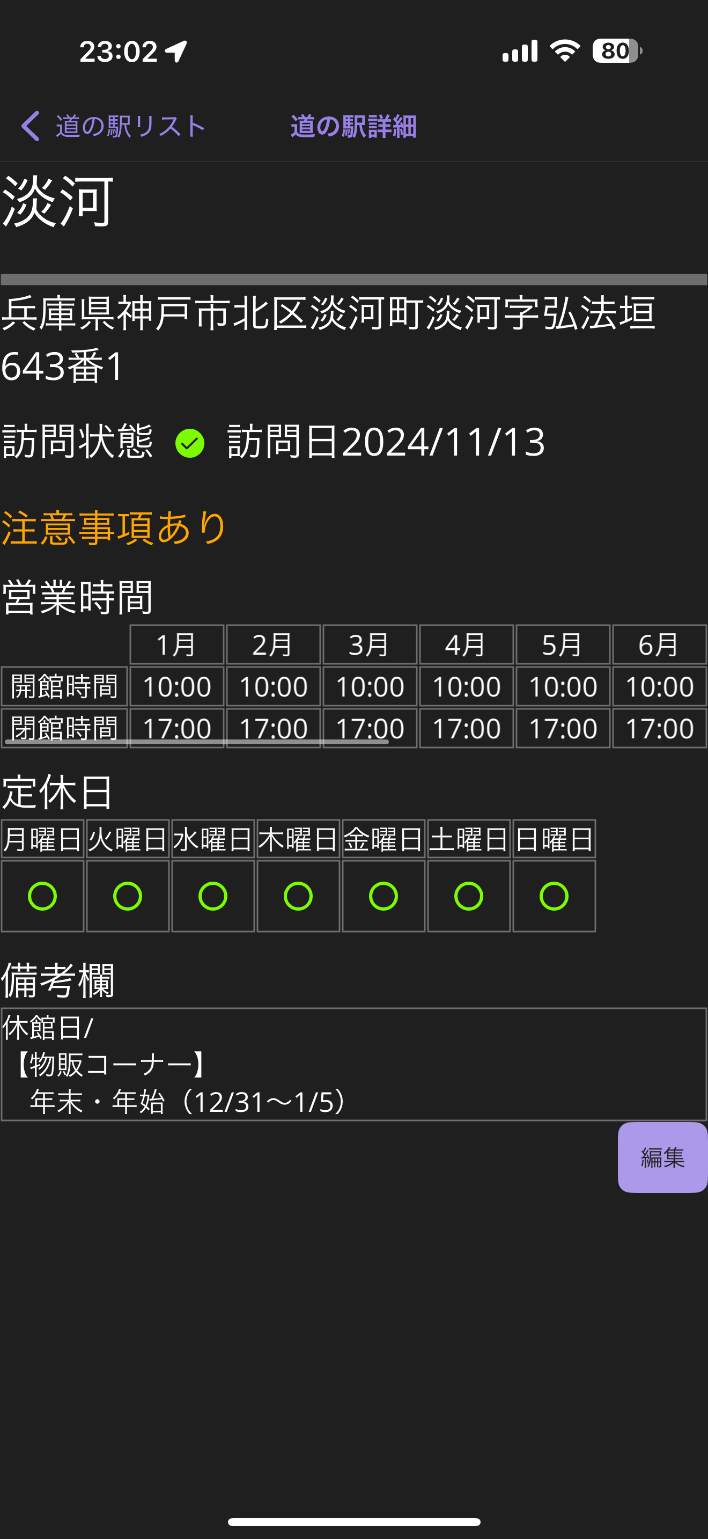 23:02 80
道の駅リスト 道の駅詳細
淡河
兵庫県神戸市北区淡河町淡河字弘法垣
643番1
訪問状態 訪問日2024/11/13
注意事項あり
営業時間
1月 2月 3月 4月 5月 6月
開館時間 10:00 10:00 10:00 10:00 10:00 10:00
閉館時間 17:00 17:00 17:00 17:00 17:00 17:00
定休日
月曜日 火曜日 水曜日 木曜日 金曜日 土曜日 日曜日
備考欄
休館日/
【物販コーナー】
年末・年始（12/31〜1/5）
編集